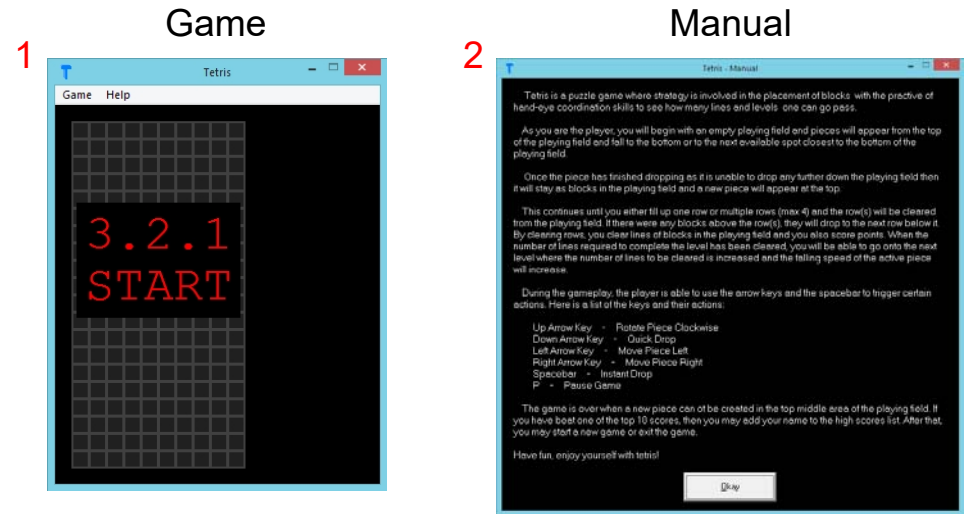 Game
Manual
1
Tetris
Game Help
3.2.1
START
2
Tetris - Manual
Tetris is a puzzle game where strategy is involved in the placement of blocks with the practive of
hand-eye coordination skills to see how many lines and levels one can go pass.
As you are the player, you will begin with an empty playing field and pieces will appear from the top
of the playing field and fall to the bottom or to the next available spot closest to the bottom of the
playing field.
Once the piece has finished dropping as it is unable to drop any further down the playing field then
it will stay as blocks in the playing field and a new piece will appear at the top.
This continues until you either fill up one row or multiple rows (max 4) and the row(s) will be cleared
from the playing field. If there were any blocks above the row(s), they will drop to the next row below it.
By clearing rows, you clear lines of blocks in the playing field and you also score points. When the
number of lines required to complete the level has been cleared, you will be able to go onto the next
level where the number of lines to be cleared is increased and the falling speed of the active piece
will increase.
During the gameplay, the player is able to use the arrow keys and the spacebar to trigger certain
actions. Here is a list of the keys and their actions:
Up Arrow Key - Rotate Piece Clockwise
Down Arrow Key - Quick Drop
Left Arrow Key - Move Piece Left
Right Arrow Key - Move Piece Right
Spacebar - Instant Drop
P - Pause Game
The game is over when a new piece can ot be created in the top middle area of the playing field. If
you have beat one of the top 10 scores, then you may add your name to the high scores list. After that,
you may start a new game or exit the game.
Have fun, enjoy yourself with tetris!
Okay